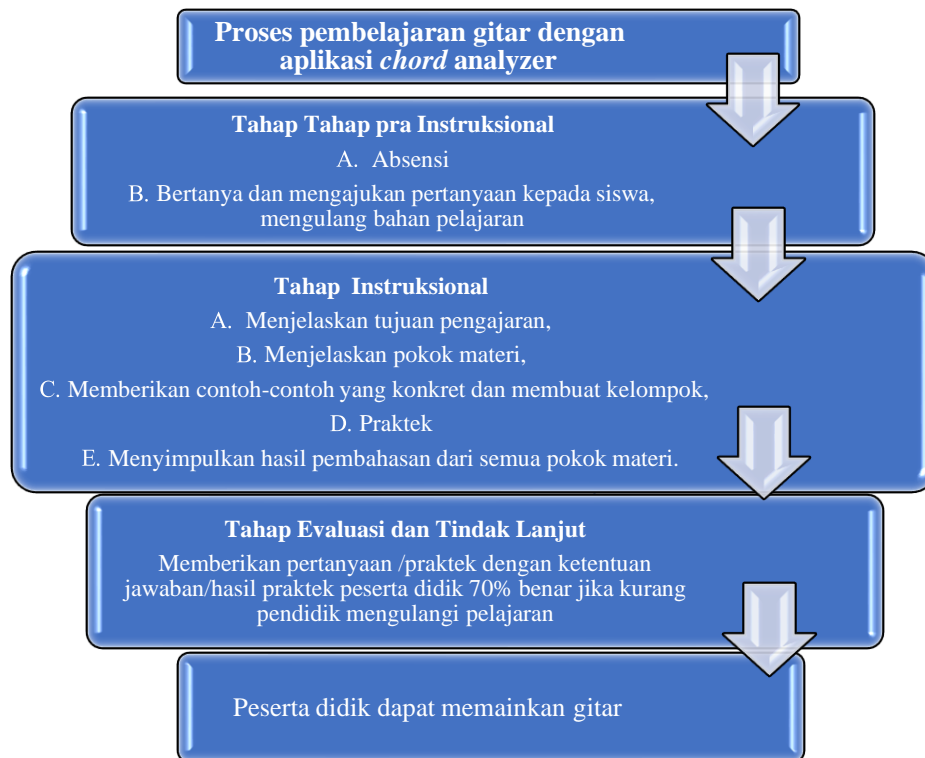 Proses pembelajaran gitar dengan
aplikasi chord analyzer
Tahap Tahap pra Instruksional
A. Absensi
B. Bertanya dan mengajukan pertanyaan kepada siswa,
mengulang bahan pelajaran
Tahap Instruksional
A. Menjelaskan tujuan pengajaran,
B. Menjelaskan pokok materi,
C. Memberikan contoh-contoh yang konkret dan membuat kelompok,
D. Praktek
E. Menyimpulkan hasil pembahasan dari semua pokok materi.
Tahap Evaluasi dan Tindak Lanjut
Memberikan pertanyaan /praktek dengan ketentuan
jawaban/hasil praktek peserta didik 70% benar jika kurang
pendidik mengulangi pelajaran
Peserta didik dapat memainkan gitar